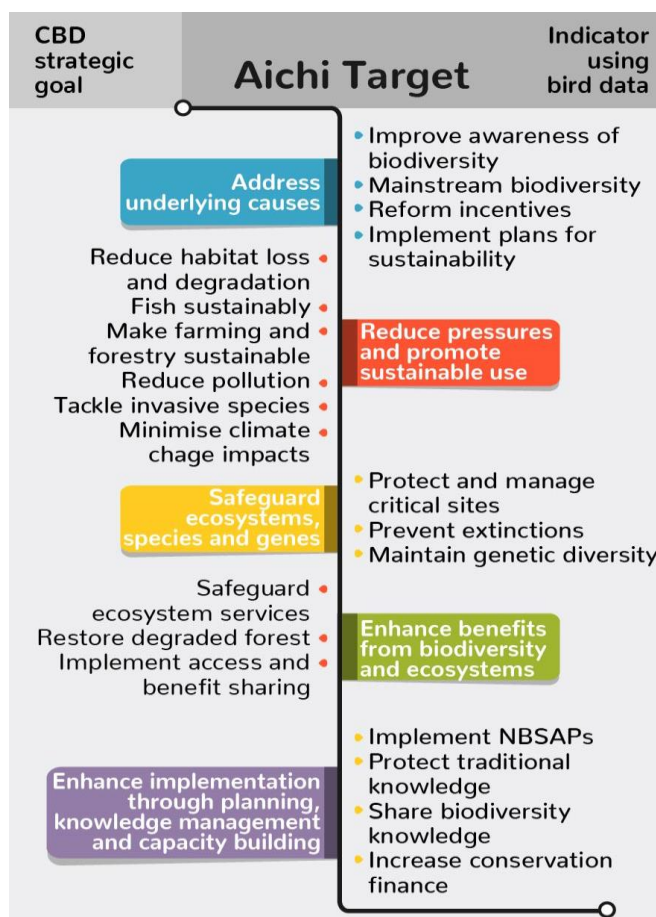 CBD
strategic
goal
Aichi Target
Indicator
using
bird data
Address
underlying causes
Improve awareness of
biodiversity
Mainstream biodiversity
Reform incentives
Implement plans for
sustainability
Reduce habitat loss
and degradation
Fish sustainably
Make farming and
forestry sustainable
Reduce pollution
Tackle invasive species
Minimise climate
chage impacts
Reduce pressures
and promote
sustainable use
Safeguard
ecosystems,
species and genes
Protect and manage
critical sites
Prevent extinctions
Maintain genetic diversity
Safeguard
ecosystem services
Restore degraded forest
Implement access and
benefit sharing
Enhance benefits
from biodiversity
and ecosystems
Enhance implementation
through planning,
knowledge management
and capacity building
Implement NBSAPs
Protect traditional
knowledge
Share biodiversity
knowledge
Increase conservation
finance